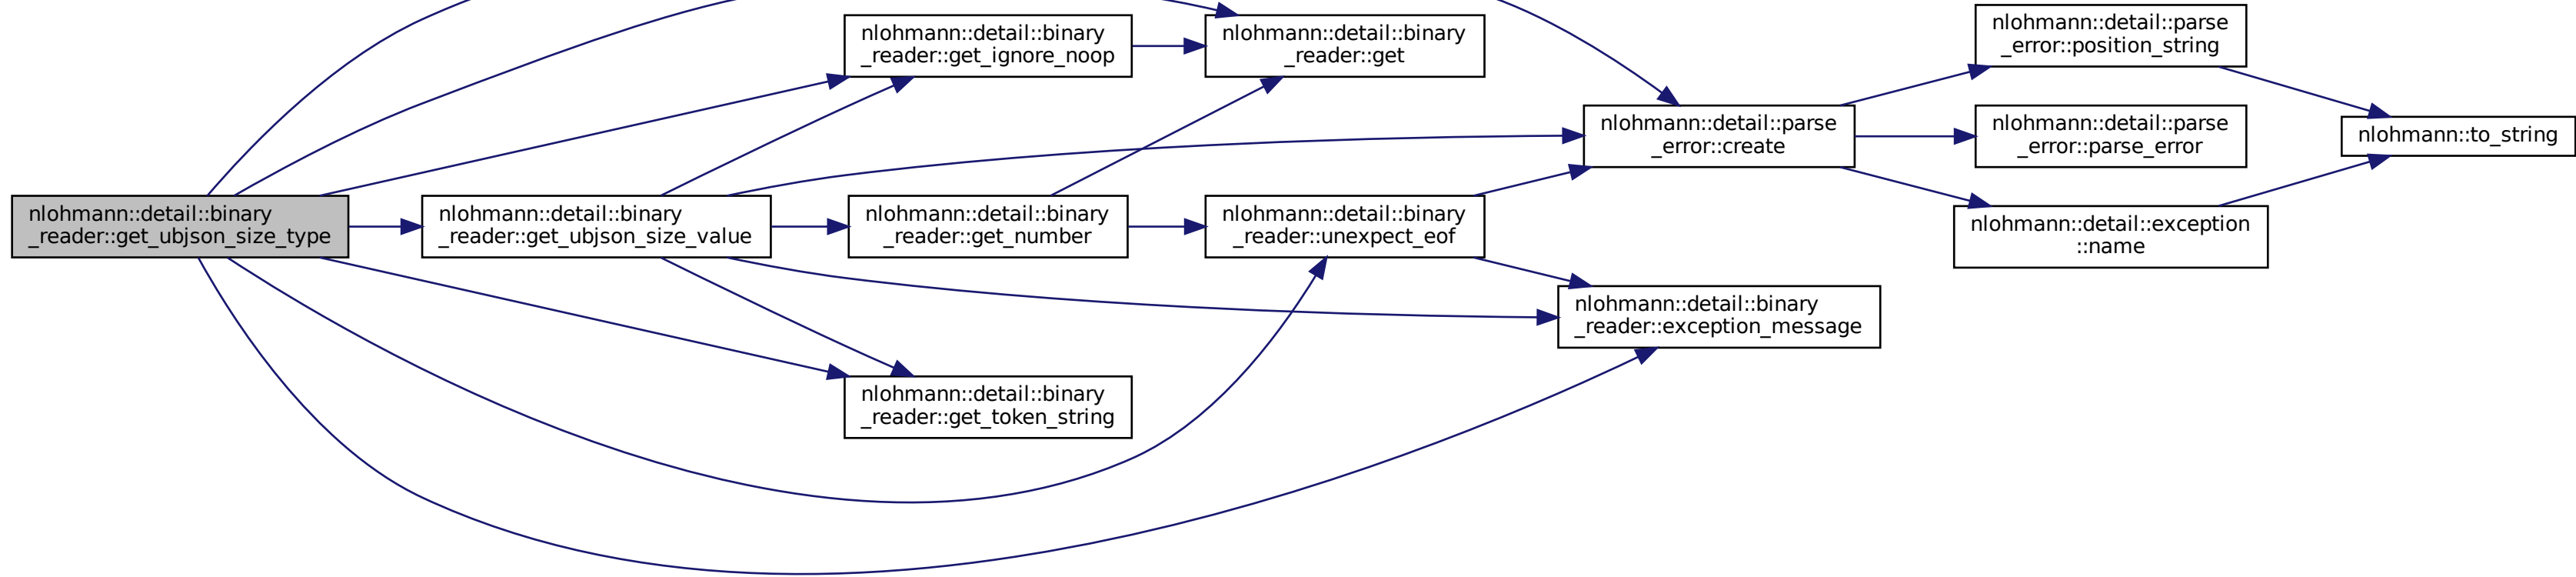 nlohmann::detail::binary
_reader::get_ubjson_size_type
nlohmann::detail::binary
_reader::get_ubjson_size_value
nlohmann::detail::binary
_reader::get_ignore_noop
nlohmann::detail::binary
_reader::get_number
nlohmann::detail::binary
_reader::get_token_string
nlohmann::detail::binary
_reader::get
nlohmann::detail::binary
_reader::unexpect_eof
nlohmann::detail::parse
_error::create
nlohmann::detail::binary
_reader::exception_message
nlohmann::detail::parse
_error::position_string
nlohmann::detail::parse
_error::parse_error
nlohmann::detail::exception
::name
nlohmann::to_string